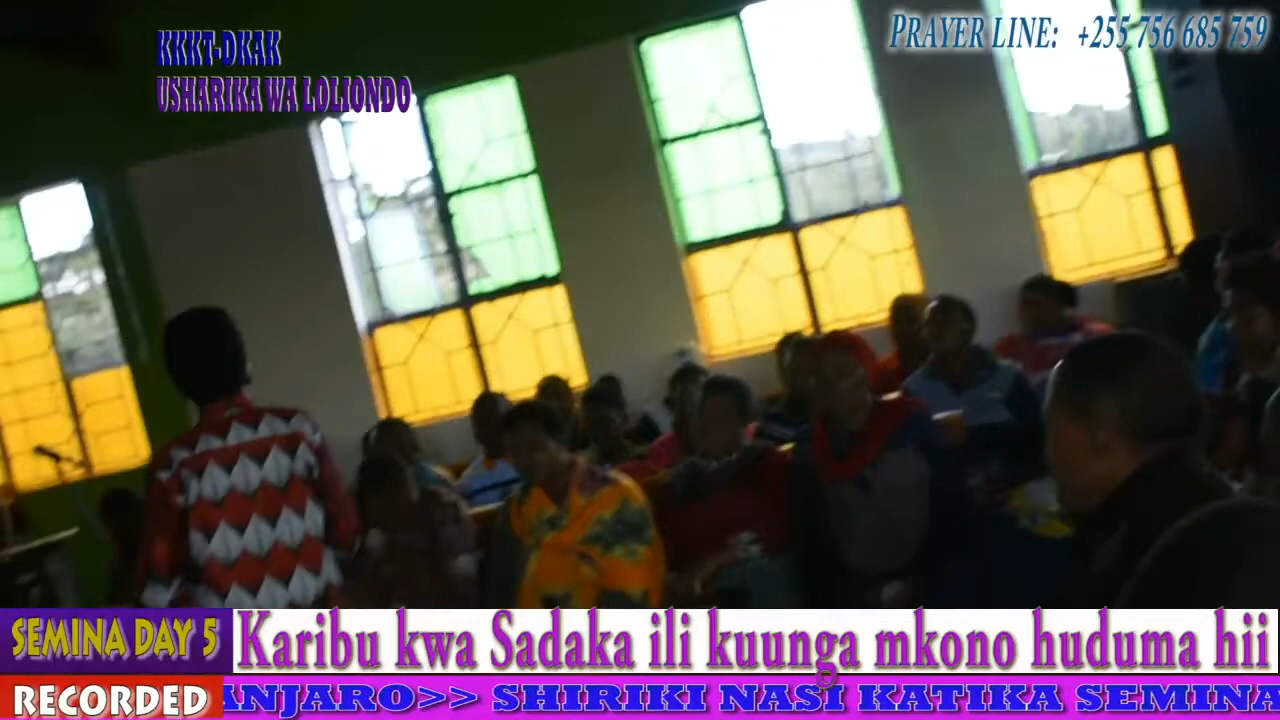 KKKT-DKAK
USHARIKA WA LOLIONDO
PRAYER LINE: +255 756 685 759
SEMINA DAY 5
Karibu kwa Sadaka ili kuunga mkono huduma hii
RECORDED
ANJARO>> SHIRIKI NASI KATIKA SEMINA